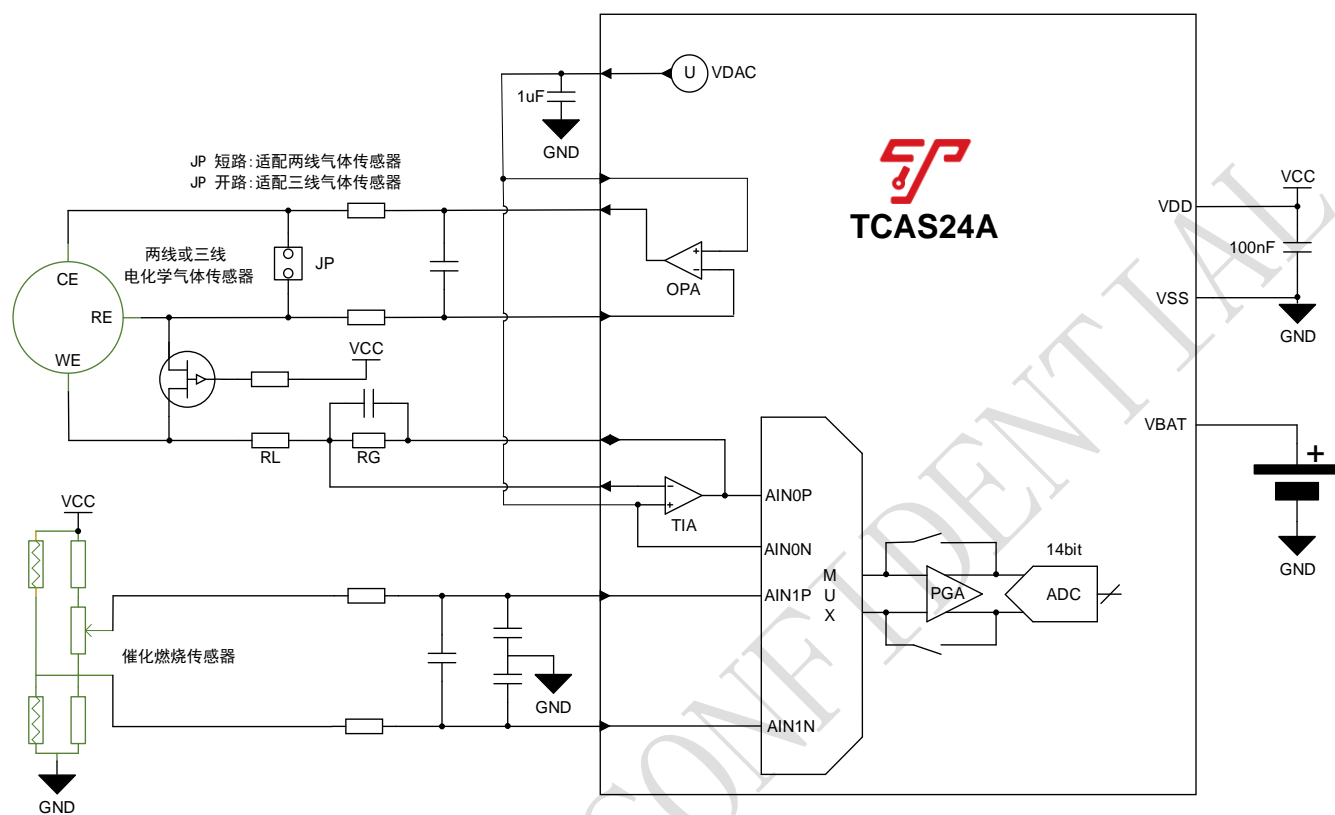 U VDAC
1uF
GND
JP 短路:适配两线气体传感器
JP 开路:适配三线气体传感器
TCAS24A
VCC
VDD
100nF
VSS
GND
两线或三线
电化学气体传感器
CE
RE
WE
JP
+
-
OPA
VCC
RL
RG
VBAT
+
-
+
TIA
AIN0P
AIN0N
AIN1P
AIN1N
M
U
X
PGA
14bit
ADC
GND
VCC
催化燃烧传感器
GND
GND
CONFIDENTIAL